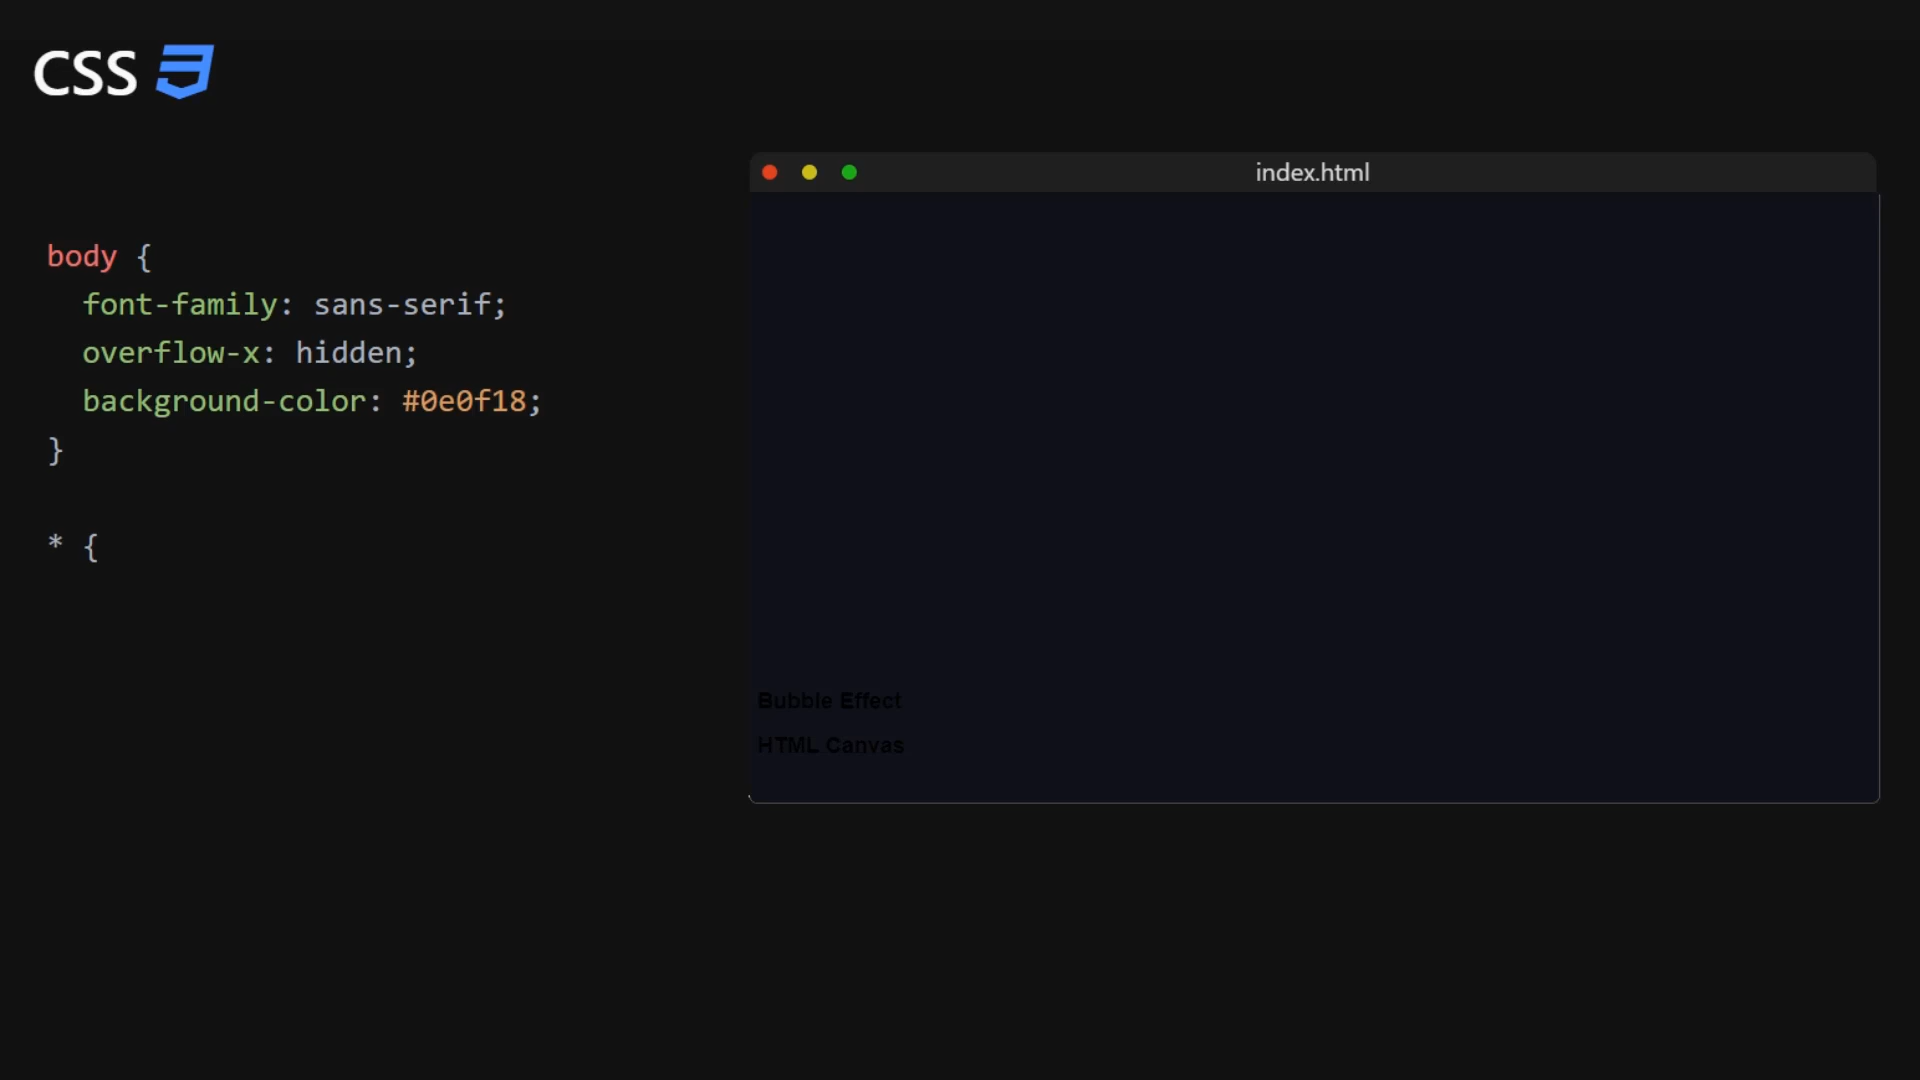 CSS
body {
  font-family: sans-serif;
  overflow-x: hidden;
  background-color: #0e0f18;
}
* {
index.html
Bubble Effect
HTML Canvas